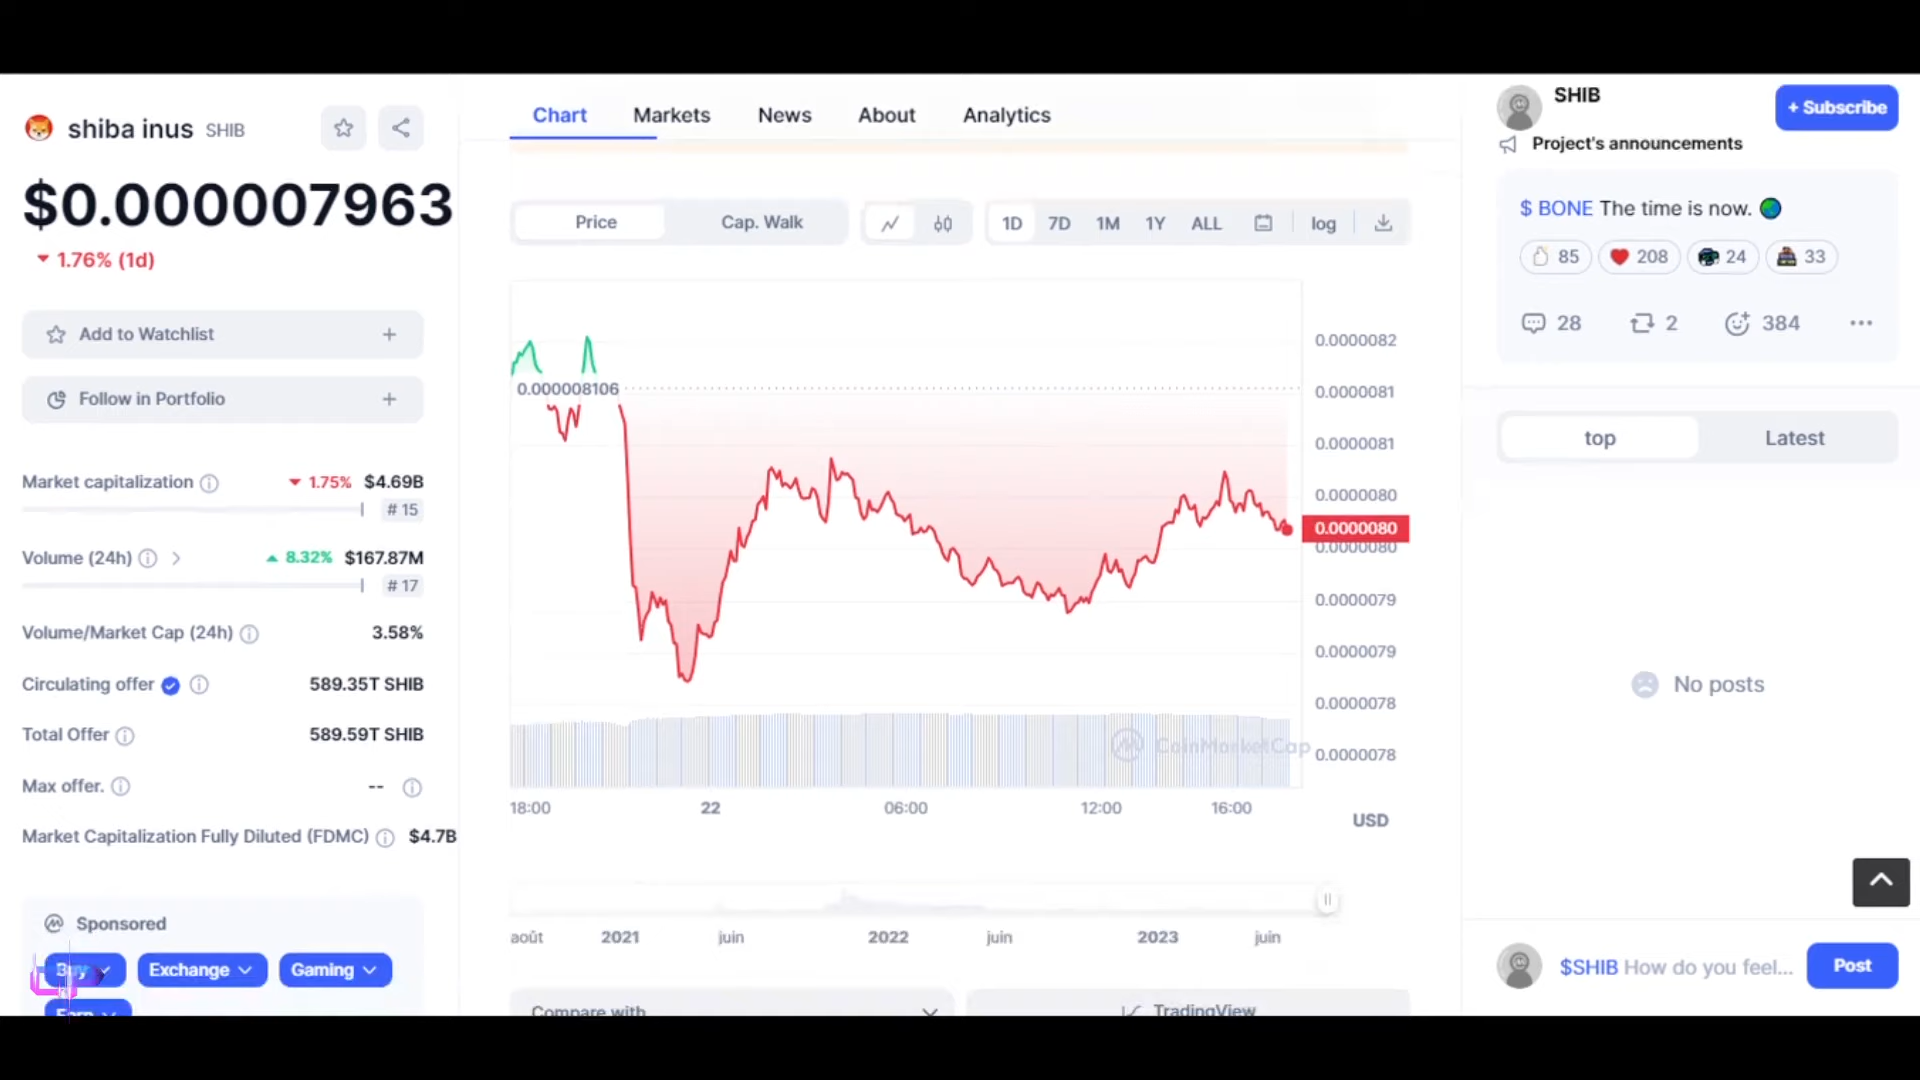 shiba inus SHIB
$0.000007963
1.76% (1d)
Add to Watchlist +
Follow in Portfolio +
Market capitalization 1.75% $4.69B
# 15
Volume (24h) 8.32% $167.87M
# 17
Volume/Market Cap (24h) 3.58%
Circulating offer 589.35T SHIB
Total Offer 589.59T SHIB
Max offer. --
Market Capitalization Fully Diluted (FDMC) $4.7B
Sponsored
Buy Exchange Gaming
Earn
Chart Markets News About Analytics
Price Cap. Walk 1D 7D 1M 1Y ALL log
0.000008106
0.0000082
0.0000081
0.0000081
0.0000080
0.0000080
0.0000080
0.0000079
0.0000079
0.0000078
0.0000078
CoinMarketCap
18:00 22 06:00 12:00 16:00
USD
août 2021 juin 2022 juin 2023 juin
Compare with TradingView
SHIB
+ Subscribe
Project's announcements
$ BONE The time is now.
85 208 24 33
28 2 384
top Latest
No posts
$SHIB How do you feel... Post